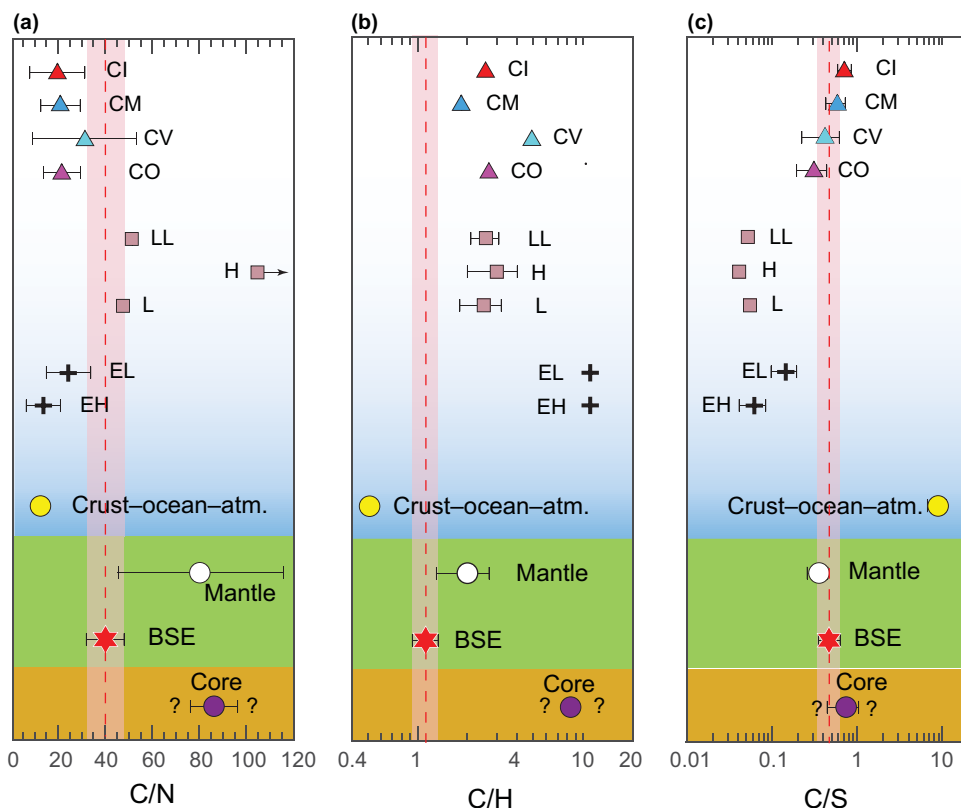 (a)
CI
CM
CV
CO
LL
H
L
EL
EH
Crust–ocean–atm.
Mantle
BSE
Core
? ?
0 20 40 60 80 100 120
C/N
(b)
CI
CM
CV
CO
LL
H
L
EL
EH
Crust–ocean–atm.
Mantle
BSE
Core
? ?
0.4 1 4 10 20
C/H
(c)
CI
CM
CV
CO
LL
H
L
EL
EH
Crust–ocean–atm.
Mantle
BSE
Core
? ?
0.01 0.1 1 10
C/S